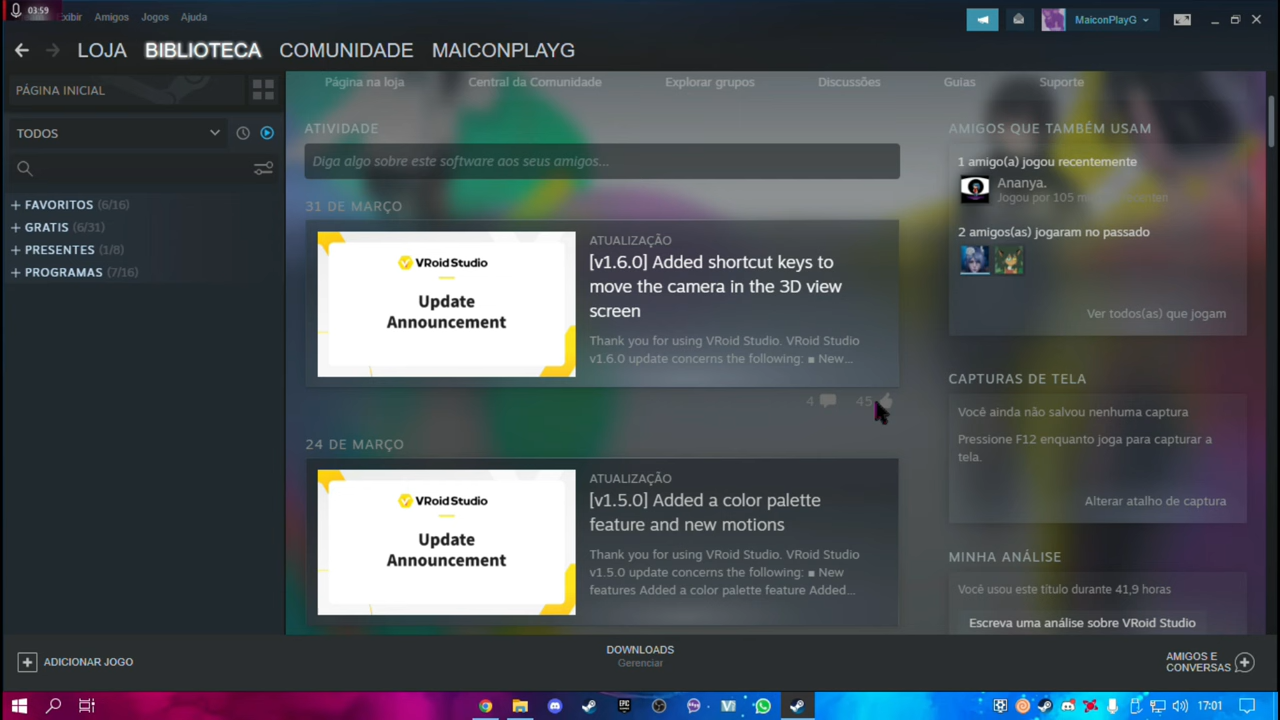 03:59
Exibir Amigos Jogos Ajuda
MaiconPlayG
LOJA BIBLIOTECA COMUNIDADE MAICONPLAYG
PÁGINA INICIAL
TODOS
+ FAVORITOS (6/16)
+ GRATIS (6/31)
+ PRESENTES (1/8)
+ PROGRAMAS (7/16)
Página na loja Central da Comunidade Explorar grupos Discussões Guias Suporte
ATIVIDADE
Diga algo sobre este software aos seus amigos...
31 DE MARÇO
VRoid Studio
Update
Announcement
ATUALIZAÇÃO
[v1.6.0] Added shortcut keys to
move the camera in the 3D view
screen
Thank you for using VRoid Studio. VRoid Studio
v1.6.0 update concerns the following: ■ New...
4 45
24 DE MARÇO
VRoid Studio
Update
Announcement
ATUALIZAÇÃO
[v1.5.0] Added a color palette
feature and new motions
Thank you for using VRoid Studio. VRoid Studio
v1.5.0 update concerns the following: ■ New
features Added a color palette feature Added...
AMIGOS QUE TAMBÉM USAM
1 amigo(a) jogou recentemente
Ananya.
Jogou por 105
2 amigos(as) jogaram no passado
Ver todos(as) que jogam
CAPTURAS DE TELA
Você ainda não salvou nenhuma captura
Pressione F12 enquanto joga para capturar a
tela.
Alterar atalho de captura
MINHA ANÁLISE
Você usou este título durante 41,9 horas
Escreva uma análise sobre VRoid Studio
ADICIONAR JOGO
DOWNLOADS
Gerenciar
AMIGOS E
CONVERSAS
17:01